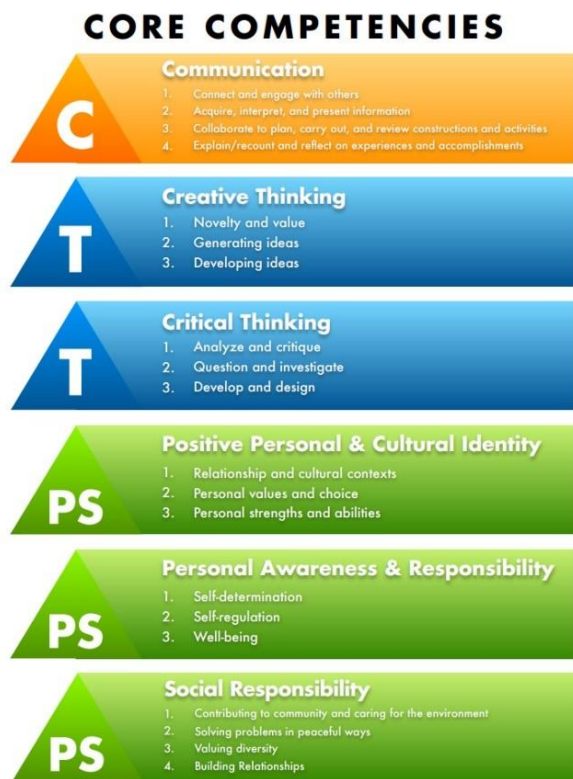 CORE COMPETENCIES
Communication
1. Connect and engage with others
2. Acquire, interpret, and present information
3. Collaborate to plan, carry out, and review constructions and activities
4. Explain/recount and reflect on experiences and accomplishments
C
Creative Thinking
1. Novelty and value
2. Generating ideas
3. Developing ideas
T
Critical Thinking
1. Analyze and critique
2. Question and investigate
3. Develop and design
T
Positive Personal & Cultural Identity
1. Relationship and cultural contexts
2. Personal values and choice
3. Personal strengths and abilities
PS
Personal Awareness & Responsibility
1. Self-determination
2. Self-regulation
3. Well-being
PS
Social Responsibility
1. Contributing to community and caring for the environment
2. Solving problems in peaceful ways
3. Valuing diversity
4. Building Relationships
PS